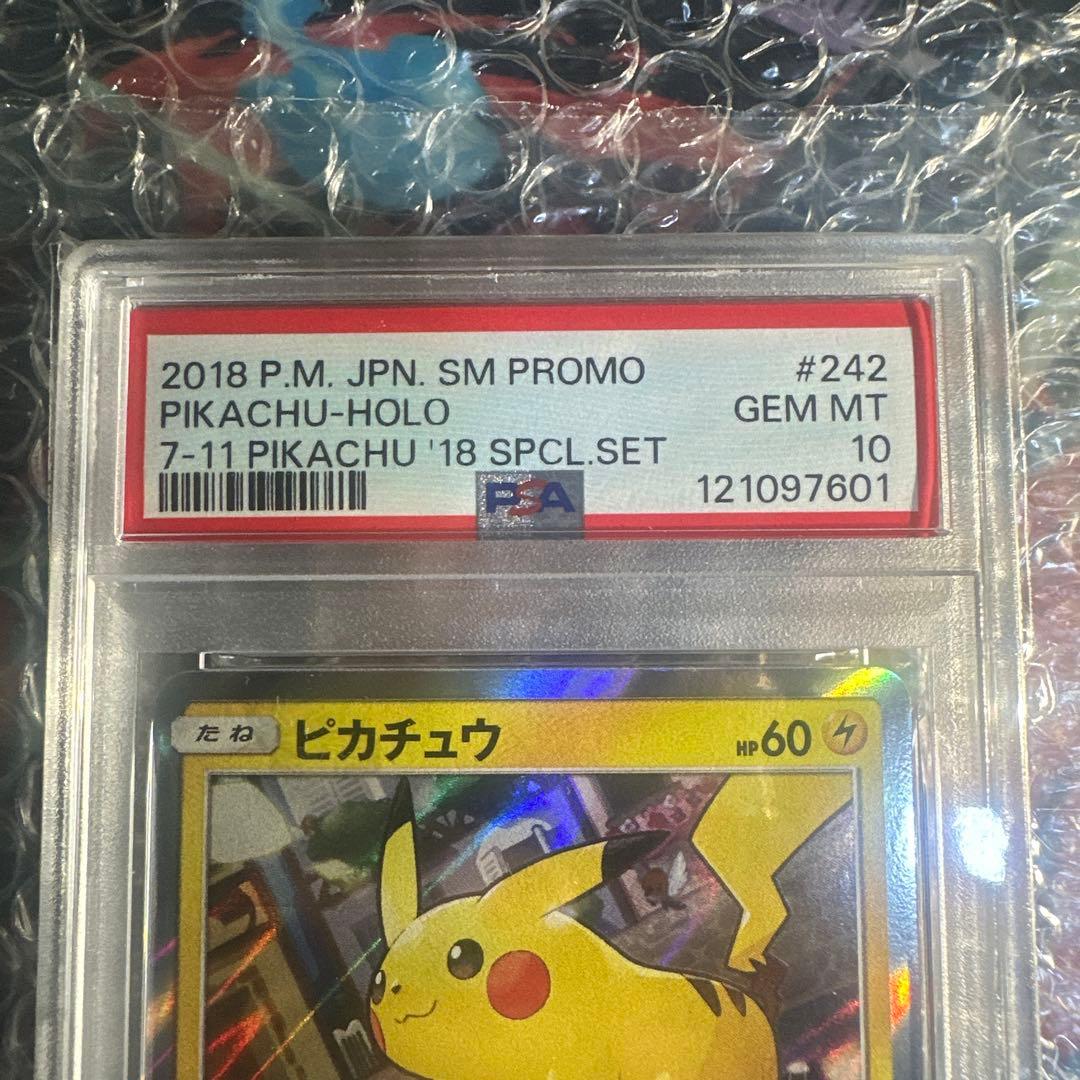 2018 P.M. JPN. SM PROMO #242
PIKACHU-HOLO GEM MT
7-11 PIKACHU '18 SPCL.SET 10
PSA 121097601
たね ピカチュウ HP60